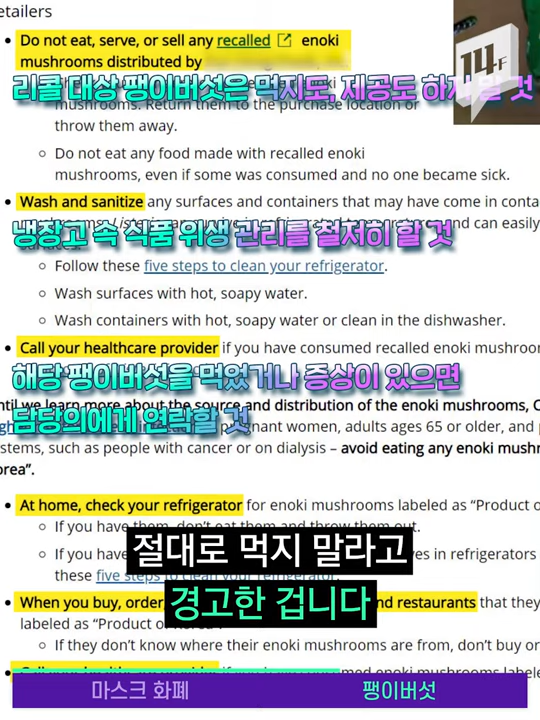 etailers
Do not eat, serve, or sell any recalled enoki
mushrooms distributed by
리콜 대상 팽이버섯은 먹지도, 제공도 하지 말 것
14F
mushrooms. Return them to the purchase location or
throw them away.
Do not eat any food made with recalled enoki
mushrooms, even if some was consumed and no one became sick.
Wash and sanitize any surfaces and containers that may have come in conta
nd can easily
냉장고 속 식품 위생 관리를 철저히 할 것
Follow these five steps to clean your refrigerator.
Wash surfaces with hot, soapy water.
Wash containers with hot, soapy water or clean in the dishwasher.
Call your healthcare provider if you have consumed recalled enoki mushroom
해당 팽이버섯을 먹었거나 증상이 있으면
ntil we learn more about the source and distribution of the enoki mushrooms, C
담당의에게 연락할 것
gnant women, adults ages 65 or older, and p
stems, such as people with cancer or on dialysis – avoid eating any enoki mushr
orea”.
At home, check your refrigerator for enoki mushrooms labeled as “Product o
If you have them, don’t eat them and throw them out.
절대로 먹지 말라고
If you have
ves in refrigerators
these five steps to clean your refrigerator.
경고한 겁니다
When you buy, order,
nd restaurants that they
labeled as “Product of Korea”.
If they don’t know where their enoki mushrooms are from, don’t buy or
med enoki mushrooms labele
마스크 화폐
팽이버섯